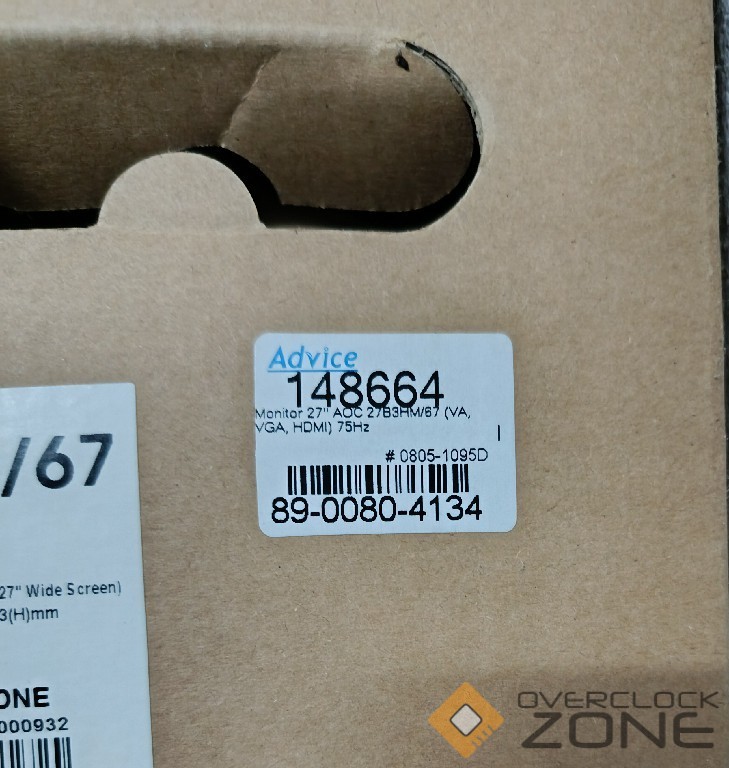 Advice
148664
Monitor 27" AOC 27B3HM/67 (VA,
VGA, HDMI) 75Hz
# 0805-1095D
89-0080-4134
/67
27" Wide Screen)
3(H)mm
ONE
000932
OVERCLOCK
ZONE